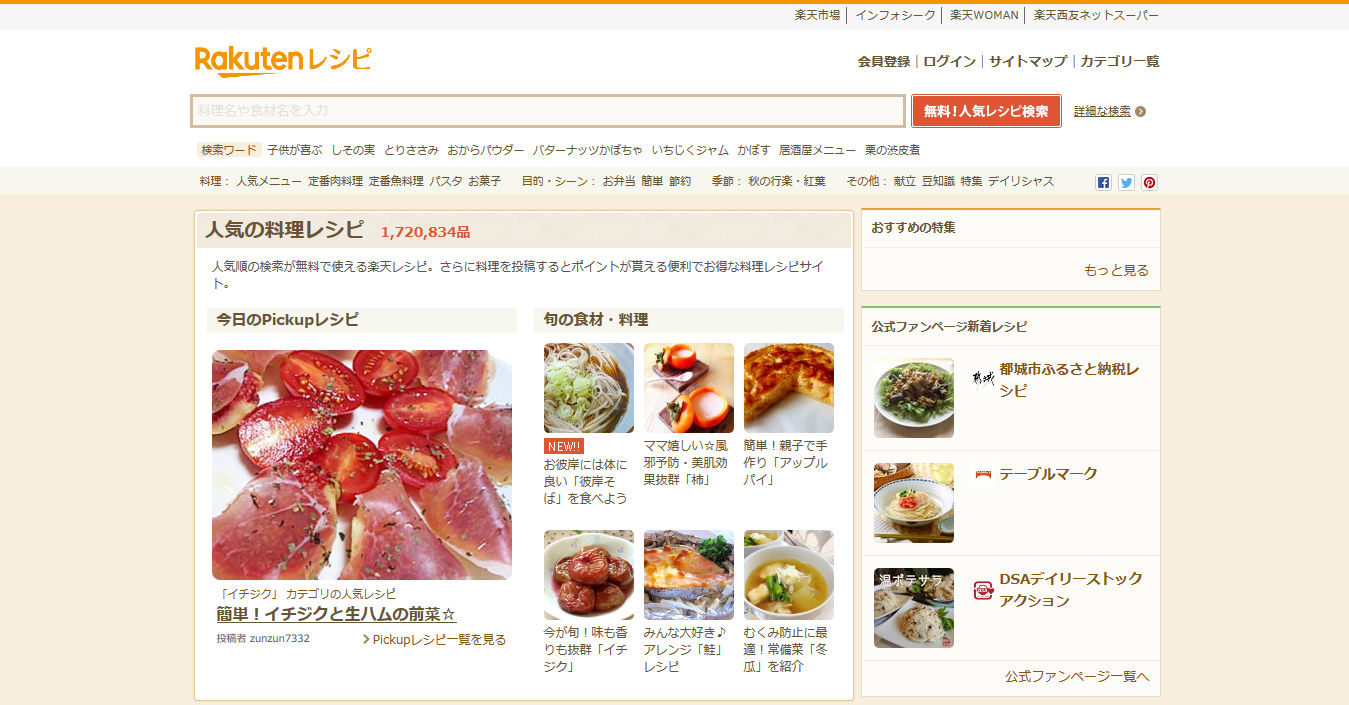 楽天市場 インフォシーク 楽天WOMAN 楽天西友ネットスーパー
Rakutenレシピ
会員登録 ログイン サイトマップ カテゴリ一覧
料理名や食材名を入力
無料！人気レシピ検索
詳細な検索
検索ワード 子供が喜ぶ しその実 とりささみ おからパウダー バターナッツかぼちゃ いちじくジャム かぼす 居酒屋メニュー 栗の渋皮煮
料理： 人気メニュー 定番肉料理 定番魚料理 パスタ お菓子 目的・シーン： お弁当 簡単 節約 季節： 秋の行楽・紅葉 その他： 献立 豆知識 特集 デイリシャス
人気の料理レシピ 1,720,834品
人気順の検索が無料で使える楽天レシピ。さらに料理を投稿するとポイントが貰える便利でお得な料理レシピサイ
ト。
今日のPickupレシピ
「イチジク」 カテゴリの人気レシピ
簡単！イチジクと生ハムの前菜☆
投稿者 zunzun7332
Pickupレシピ一覧を見る
旬の食材・料理
NEW!!
お彼岸には体に
良い「彼岸そ
ば」を食べよう
ママ嬉しい☆風
邪予防・美肌効
果抜群「柿」
簡単！親子で手
作り「アップル
パイ」
今が旬！味も香
りも抜群「イチ
ジク」
みんな大好き♪
アレンジ「鮭」
レシピ
むくみ防止に最
適！常備菜「冬
瓜」を紹介
おすすめの特集
もっと見る
公式ファンページ新着レシピ
都城市ふるさと納税レ
シピ
テーブルマーク
温ポテサラ
DSAデイリーストック
アクション
公式ファンページ一覧へ